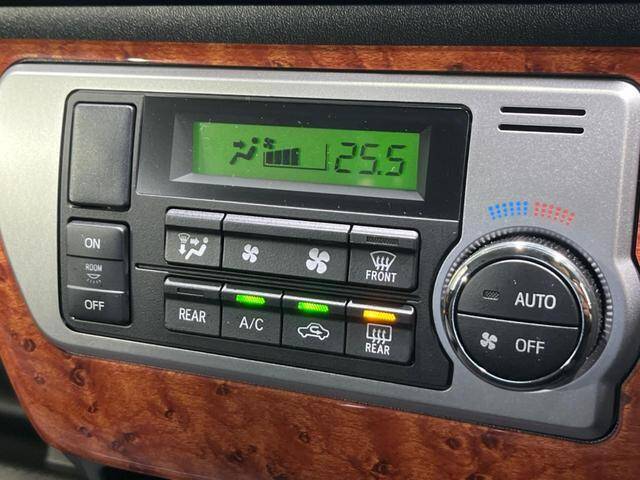 25.5
ON
ROOM
OFF
FRONT
REAR
A/C
REAR
AUTO
OFF